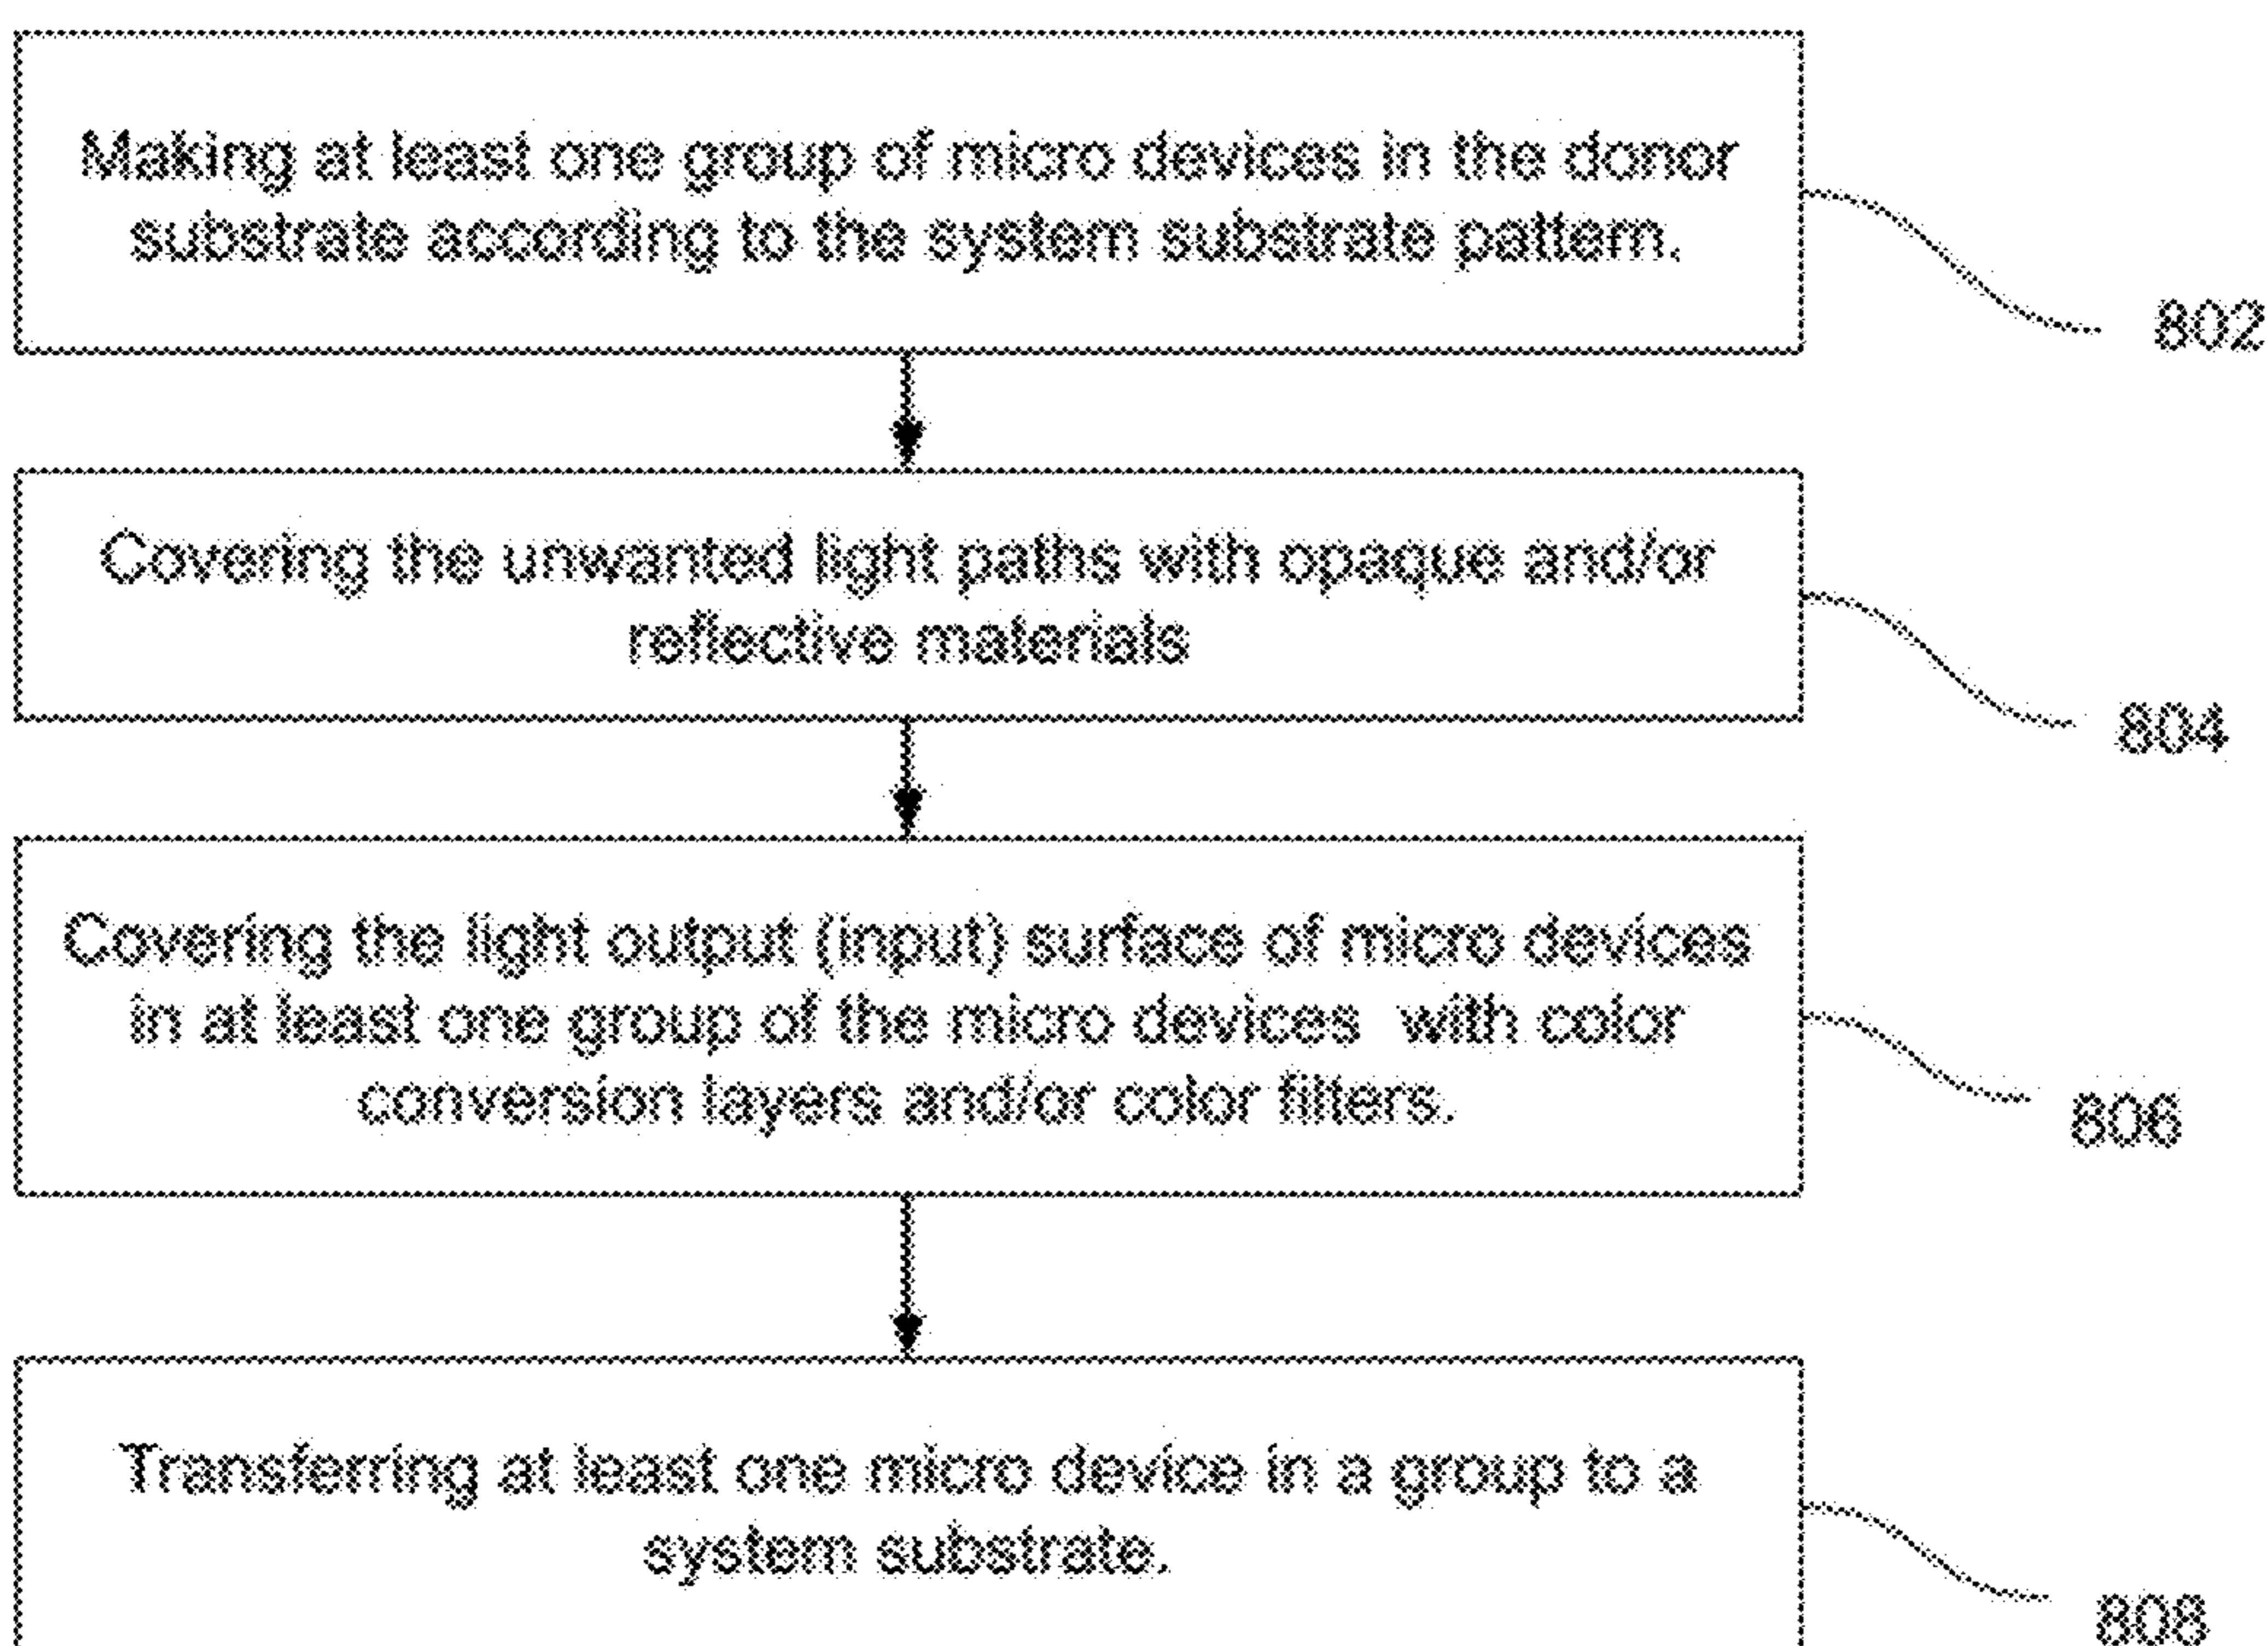 Making at least one group of micro devices in the donor
substrate according to the system substrate pattern.
802
Covering the unwanted light paths with opaque and/or
reflective materials
804
Covering the light output (input) surface of micro devices
in at least one group of the micro devices with color
conversion layers and/or color filters.
806
Transferring at least one micro device in a group to a
system substrate.
808